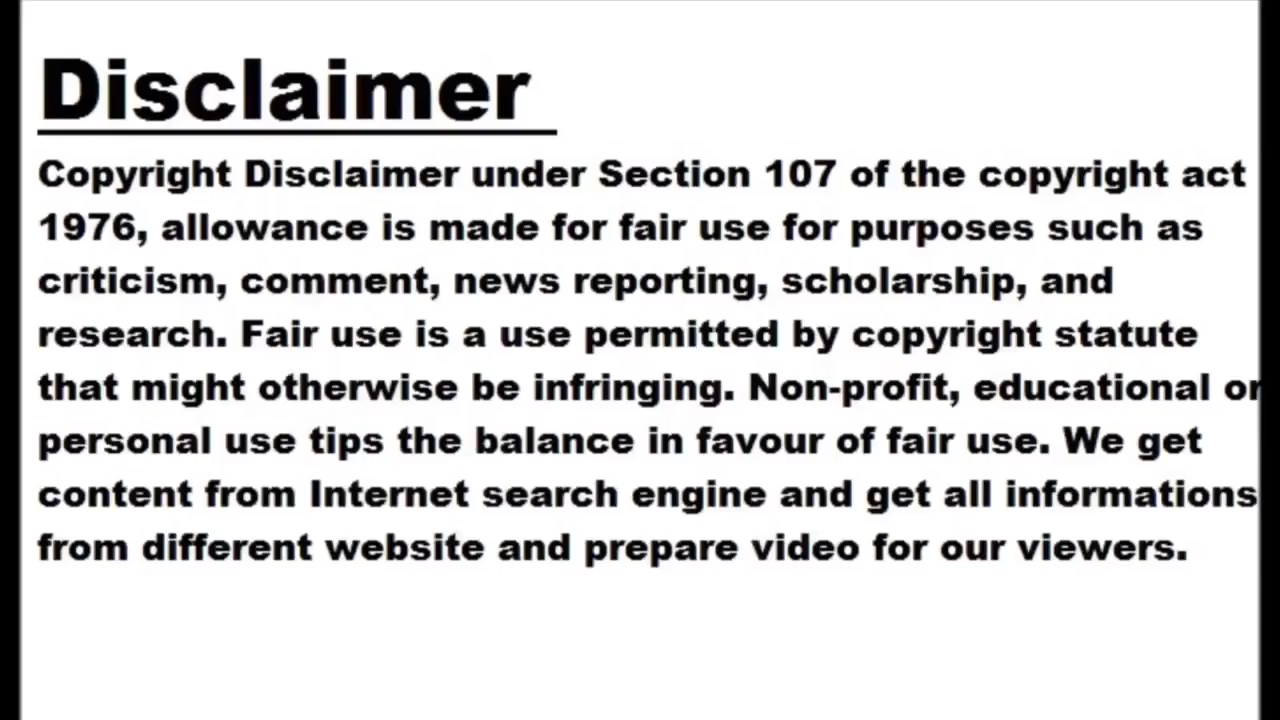 Disclaimer
Copyright Disclaimer under Section 107 of the copyright act
1976, allowance is made for fair use for purposes such as
criticism, comment, news reporting, scholarship, and
research. Fair use is a use permitted by copyright statute
that might otherwise be infringing. Non-profit, educational or
personal use tips the balance in favour of fair use. We get
content from Internet search engine and get all informations
from different website and prepare video for our viewers.